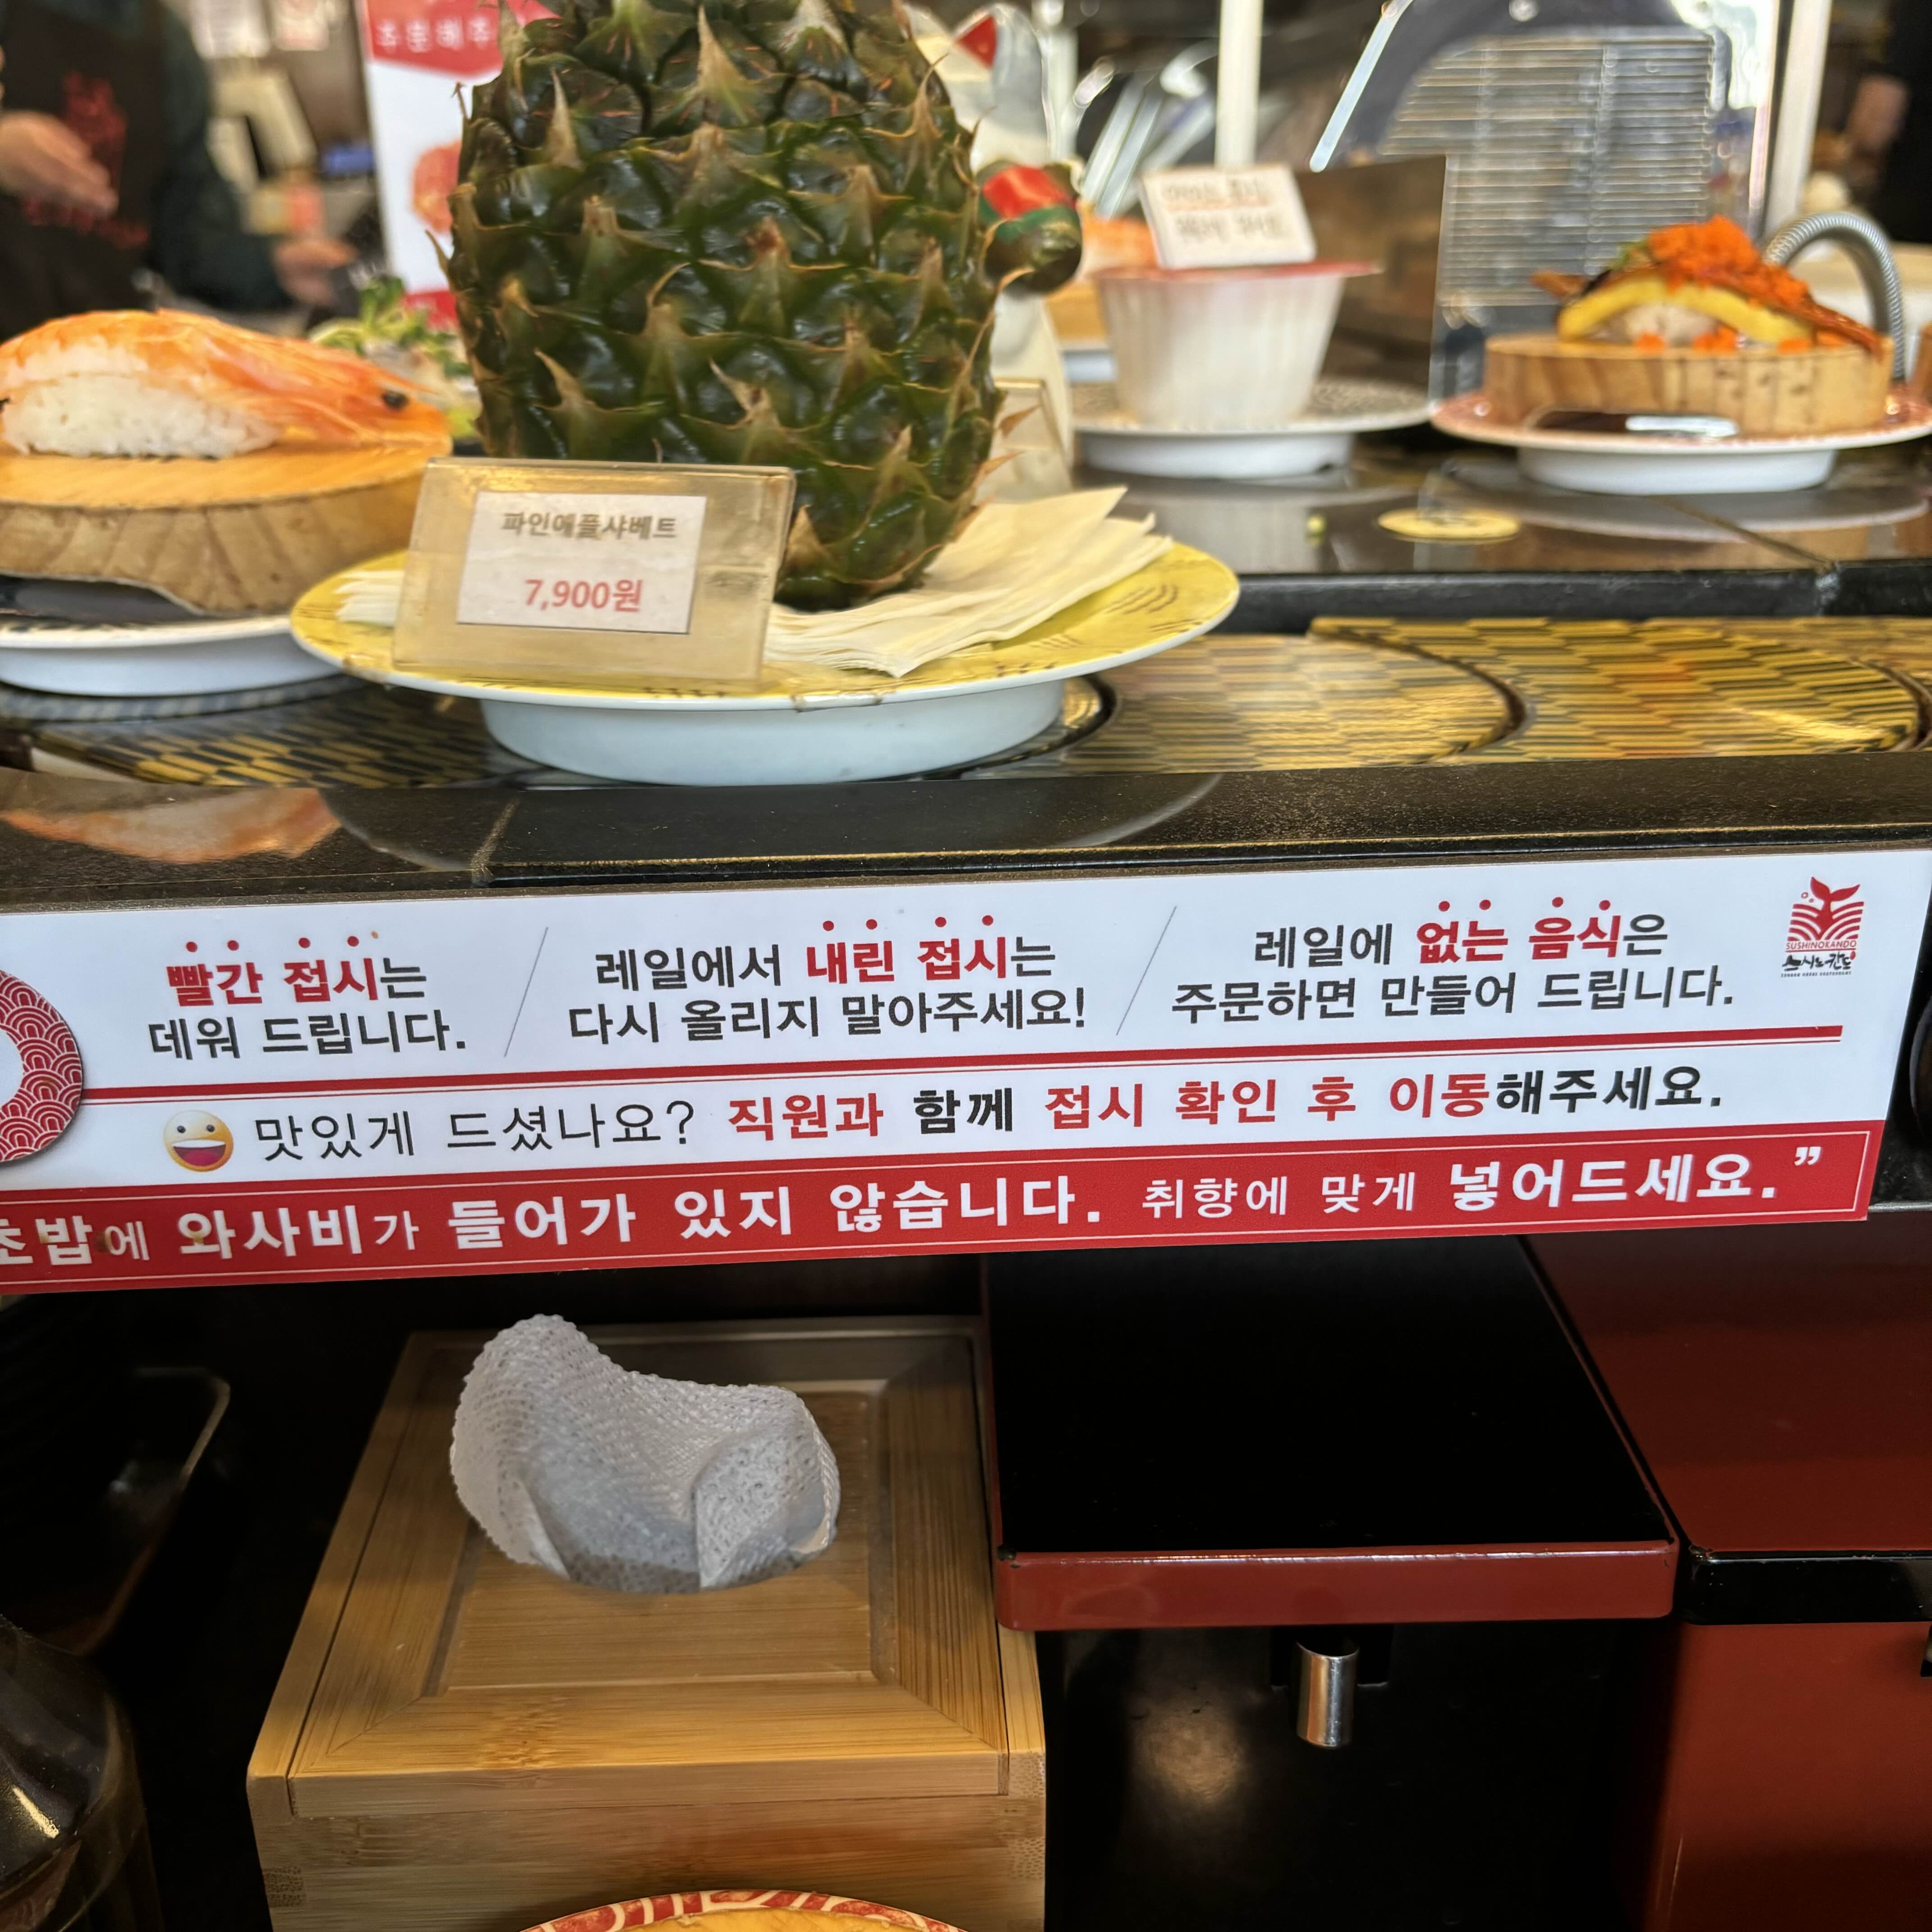 주문해주
파인애플샤베트
7,900원
빨간 접시는
데워 드립니다.
레일에서 내린 접시는
다시 올리지 말아주세요!
레일에 없는 음식은
주문하면 만들어 드립니다.
SUSHINOKANDO
스시노칸도
맛있게 드셨나요? 직원과 함께 접시 확인 후 이동해주세요.
초밥에 와사비가 들어가 있지 않습니다. 취향에 맞게 넣어드세요.”